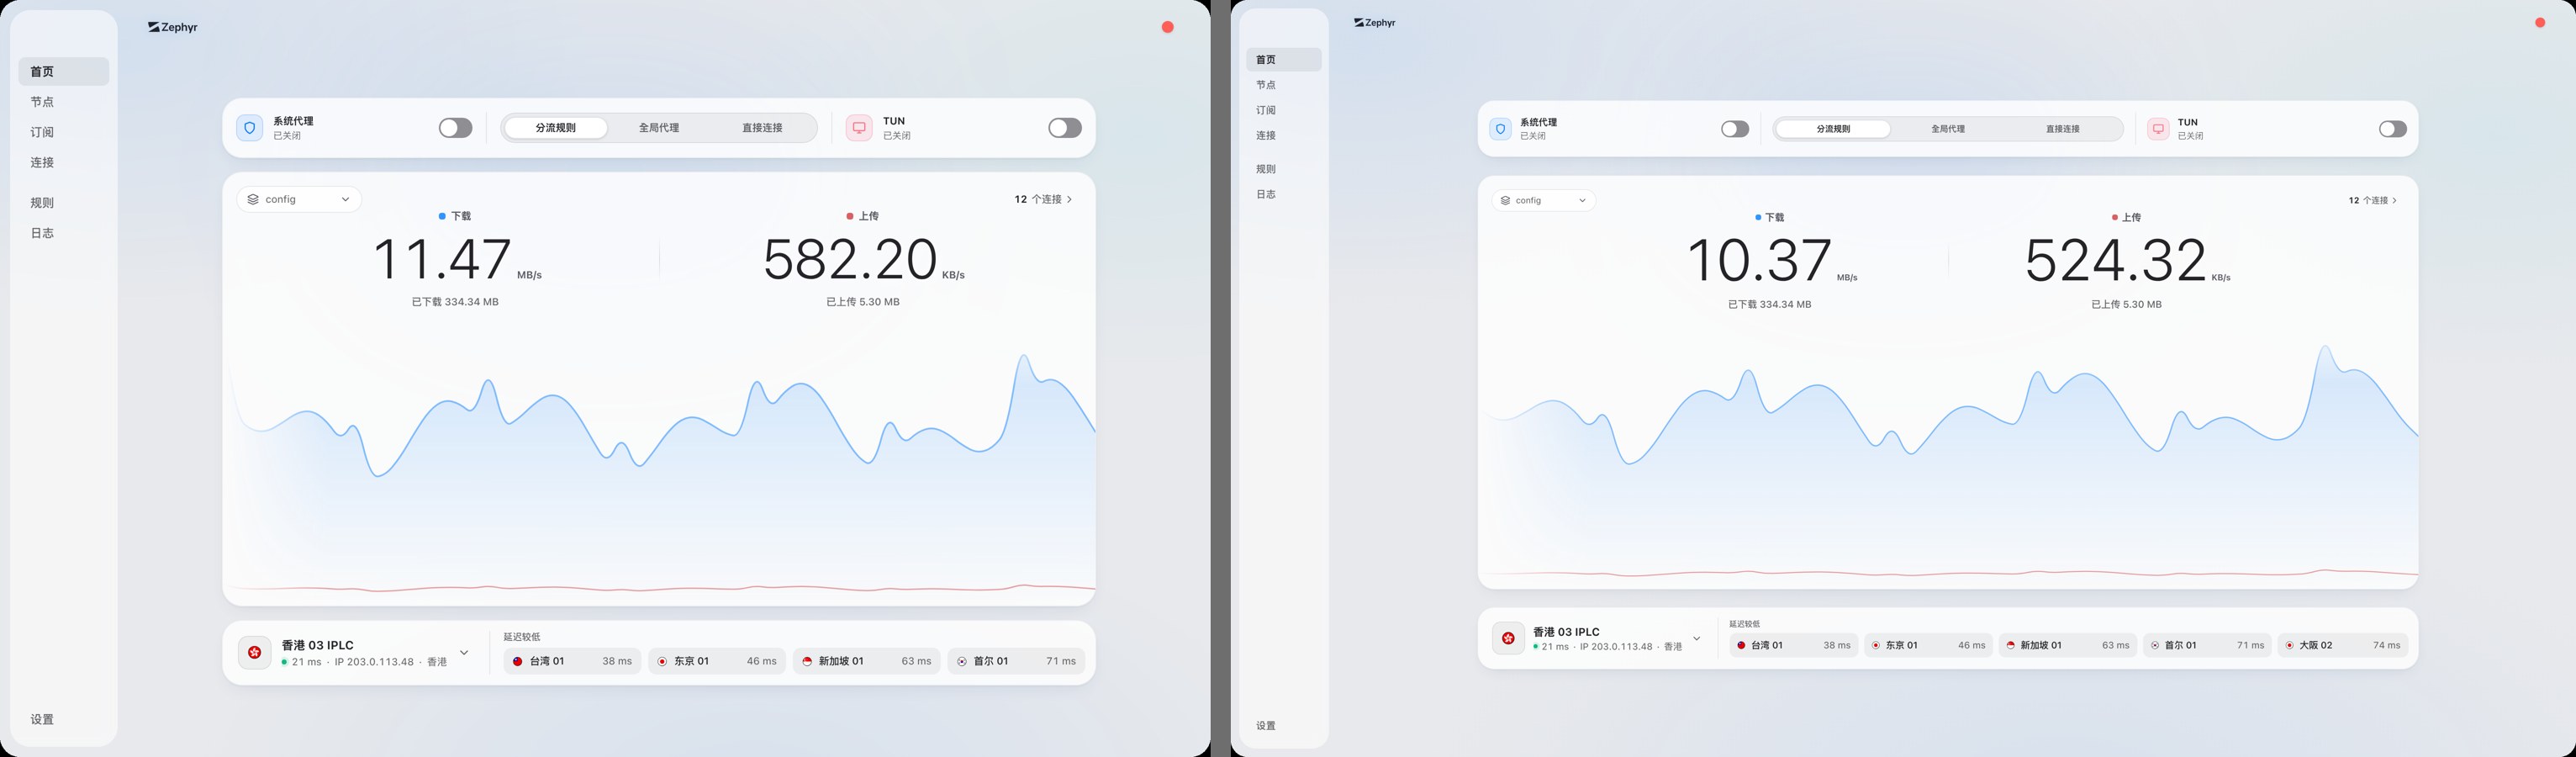 Zephyr
首页
节点
订阅
连接
规则
日志
设置
系统代理
已关闭
分流规则 全局代理 直接连接
TUN
已关闭
config
12 个连接
下载
11.47 MB/s
已下载 334.34 MB
上传
582.20 KB/s
已上传 5.30 MB
香港 03 IPLC
21 ms · IP 203.0.113.48 · 香港
延迟较低
台湾 01 38 ms
东京 01 46 ms
新加坡 01 63 ms
首尔 01 71 ms
Zephyr
首页
节点
订阅
连接
规则
日志
设置
系统代理
已关闭
分流规则 全局代理 直接连接
TUN
已关闭
config
12 个连接
下载
10.37 MB/s
已下载 334.34 MB
上传
524.32 KB/s
已上传 5.30 MB
香港 03 IPLC
21 ms · IP 203.0.113.48 · 香港
延迟较低
台湾 01 38 ms
东京 01 46 ms
新加坡 01 63 ms
首尔 01 71 ms
大阪 02 74 ms